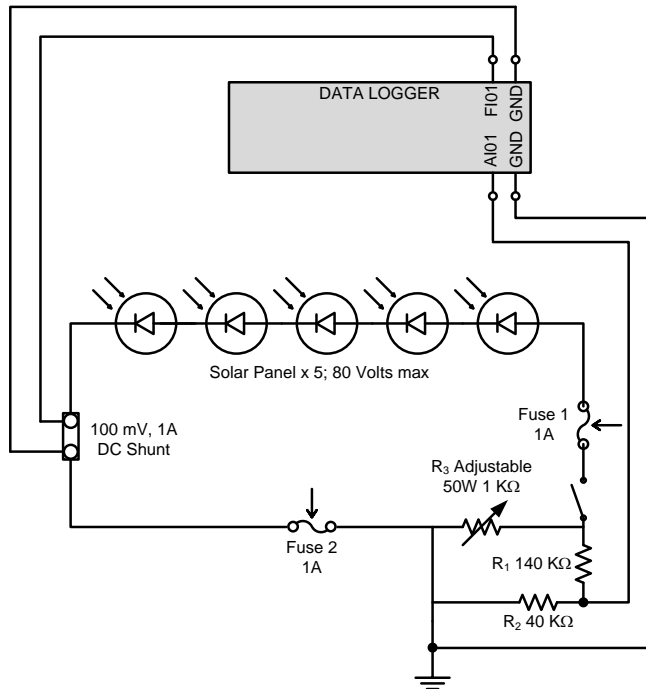 DATA LOGGER
FI01
GND
AI01
GND
Solar Panel x 5; 80 Volts max
100 mV, 1A
DC Shunt
Fuse 1
1A
R₃ Adjustable
50W 1 KΩ
Fuse 2
1A
R₁ 140 KΩ
R₂ 40 KΩ